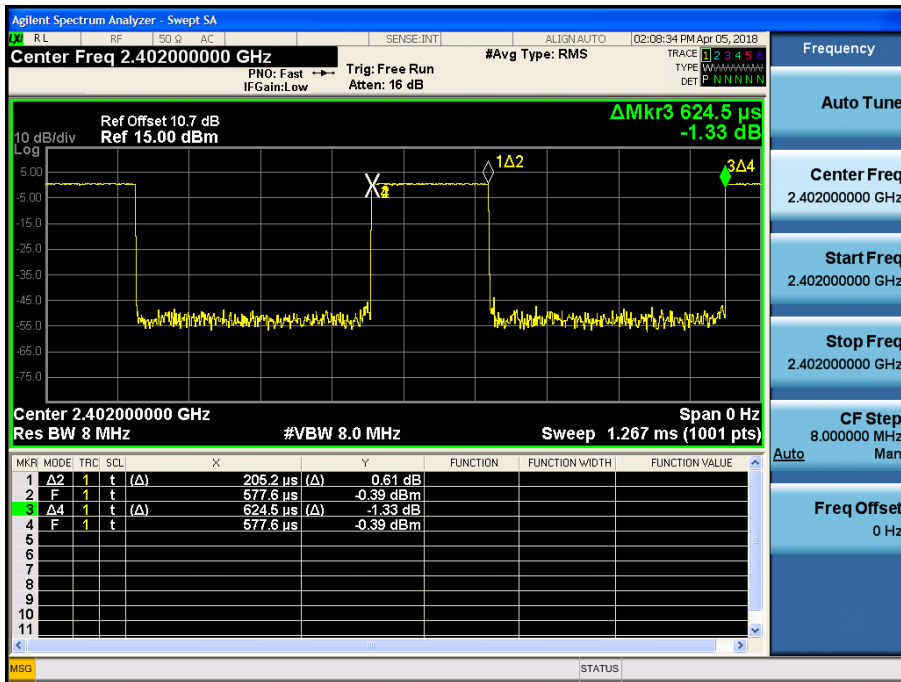 Agilent Spectrum Analyzer - Swept SA
LXI RL RF 50 Ω AC SENSE:INT ALIGN AUTO 02:08:34 PM Apr 05, 2018
Center Freq 2.402000000 GHz #Avg Type: RMS TRACE 1 2 3 4 5 6
PNO: Fast Trig: Free Run TYPE WWWWWW
IFGain:Low Atten: 16 dB DET P N N N N N
Frequency
Auto Tune
Center Freq
2.402000000 GHz
Start Freq
2.402000000 GHz
Stop Freq
2.402000000 GHz
CF Step
8.000000 MHz
Auto Man
Freq Offset
0 Hz
ΔMkr3 624.5 µs
-1.33 dB
Ref Offset 10.7 dB
10 dB/div Ref 15.00 dBm
Log
1Δ2
3Δ4
5.00
-5.00
-15.0
-25.0
-35.0
-45.0
-55.0
-65.0
-75.0
Center 2.402000000 GHz Span 0 Hz
Res BW 8 MHz #VBW 8.0 MHz Sweep 1.267 ms (1001 pts)
MKR MODE TRC SCL X Y FUNCTION FUNCTION WIDTH FUNCTION VALUE
1 Δ2 1 t (Δ) 205.2 µs (Δ) 0.61 dB
2 F 1 t 577.6 µs -0.39 dBm
3 Δ4 1 t (Δ) 624.5 µs (Δ) -1.33 dB
4 F 1 t 577.6 µs -0.39 dBm
5
6
7
8
9
10
11
MSG STATUS